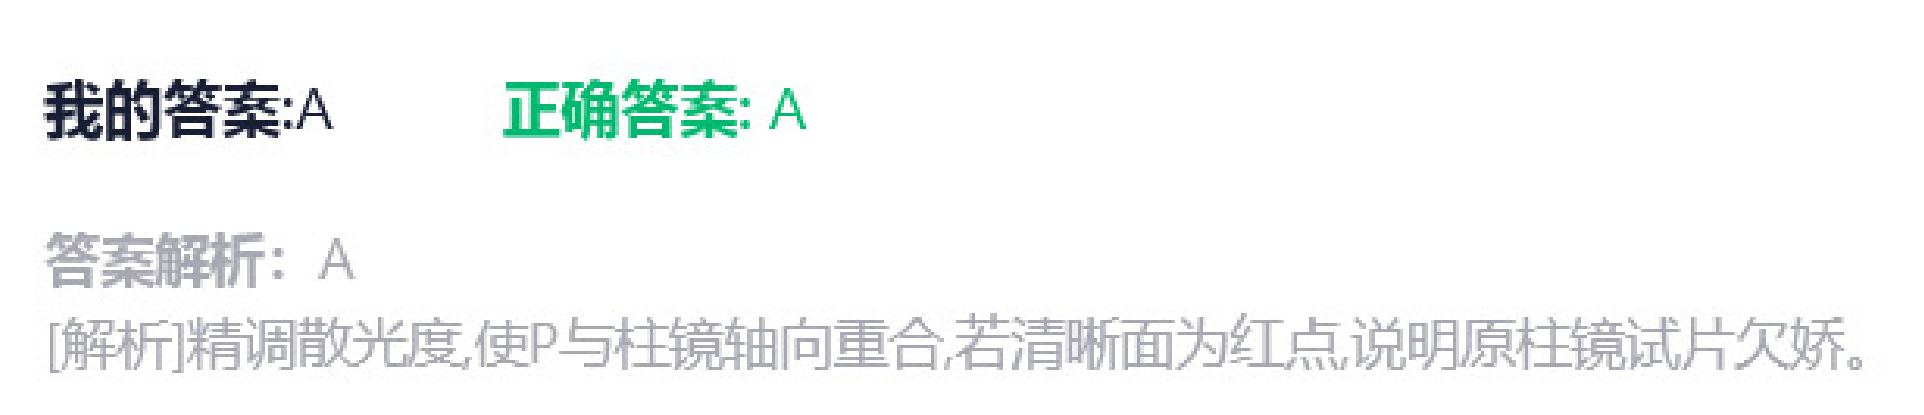 我的答案:A 正确答案: A
答案解析： A
[解析]精调散光度,使P与柱镜轴向重合,若清晰面为红点,说明原柱镜试片欠娇。